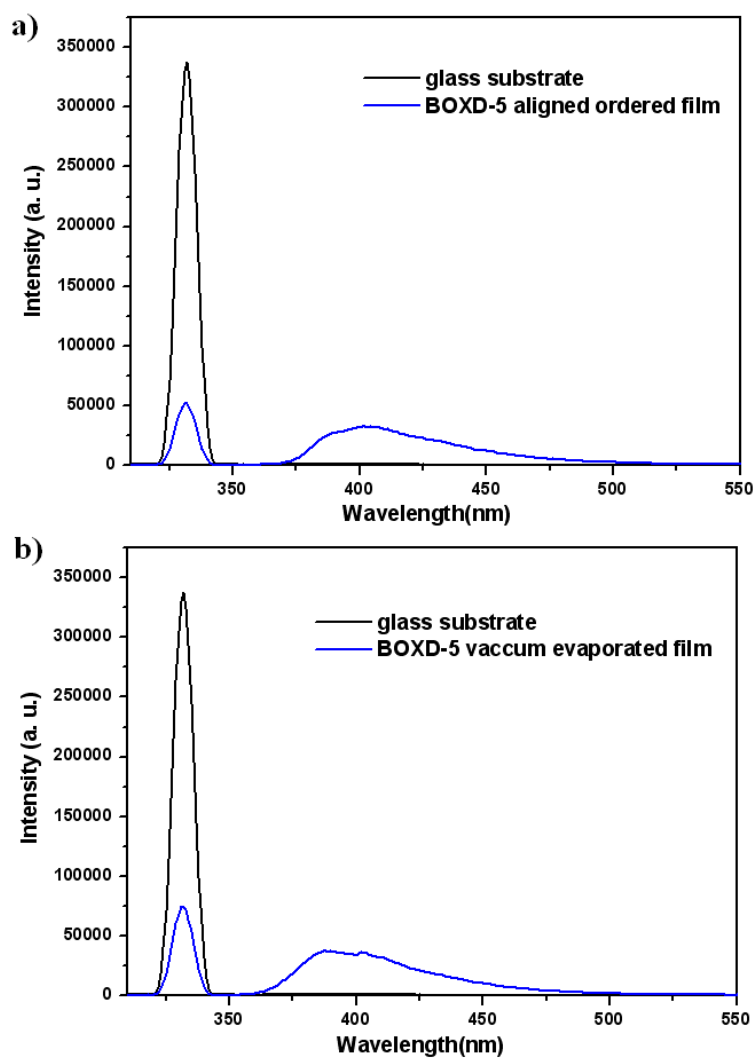 a)
350000
300000
250000
200000
150000
100000
50000
0
Intensity (a. u.)
glass substrate
BOXD-5 aligned ordered film
350
400
450
500
550
Wavelength(nm)
b)
350000
300000
250000
200000
150000
100000
50000
0
Intensity (a. u.)
glass substrate
BOXD-5 vaccum evaporated film
350
400
450
500
550
Wavelength(nm)